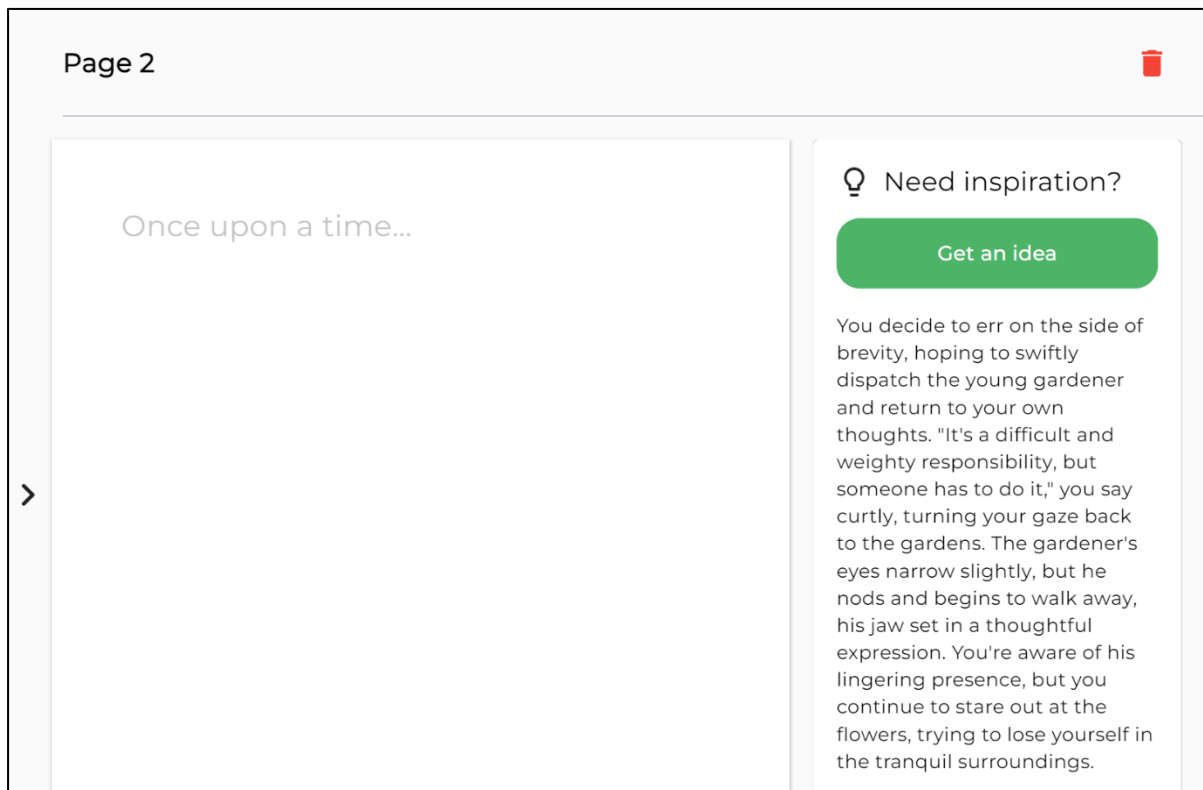 Page 2
Once upon a time...
Need inspiration?
Get an idea
You decide to err on the side of
brevity, hoping to swiftly
dispatch the young gardener
and return to your own
thoughts. "It's a difficult and
weighty responsibility, but
someone has to do it," you say
curtly, turning your gaze back
to the gardens. The gardener's
eyes narrow slightly, but he
nods and begins to walk away,
his jaw set in a thoughtful
expression. You're aware of his
lingering presence, but you
continue to stare out at the
flowers, trying to lose yourself in
the tranquil surroundings.